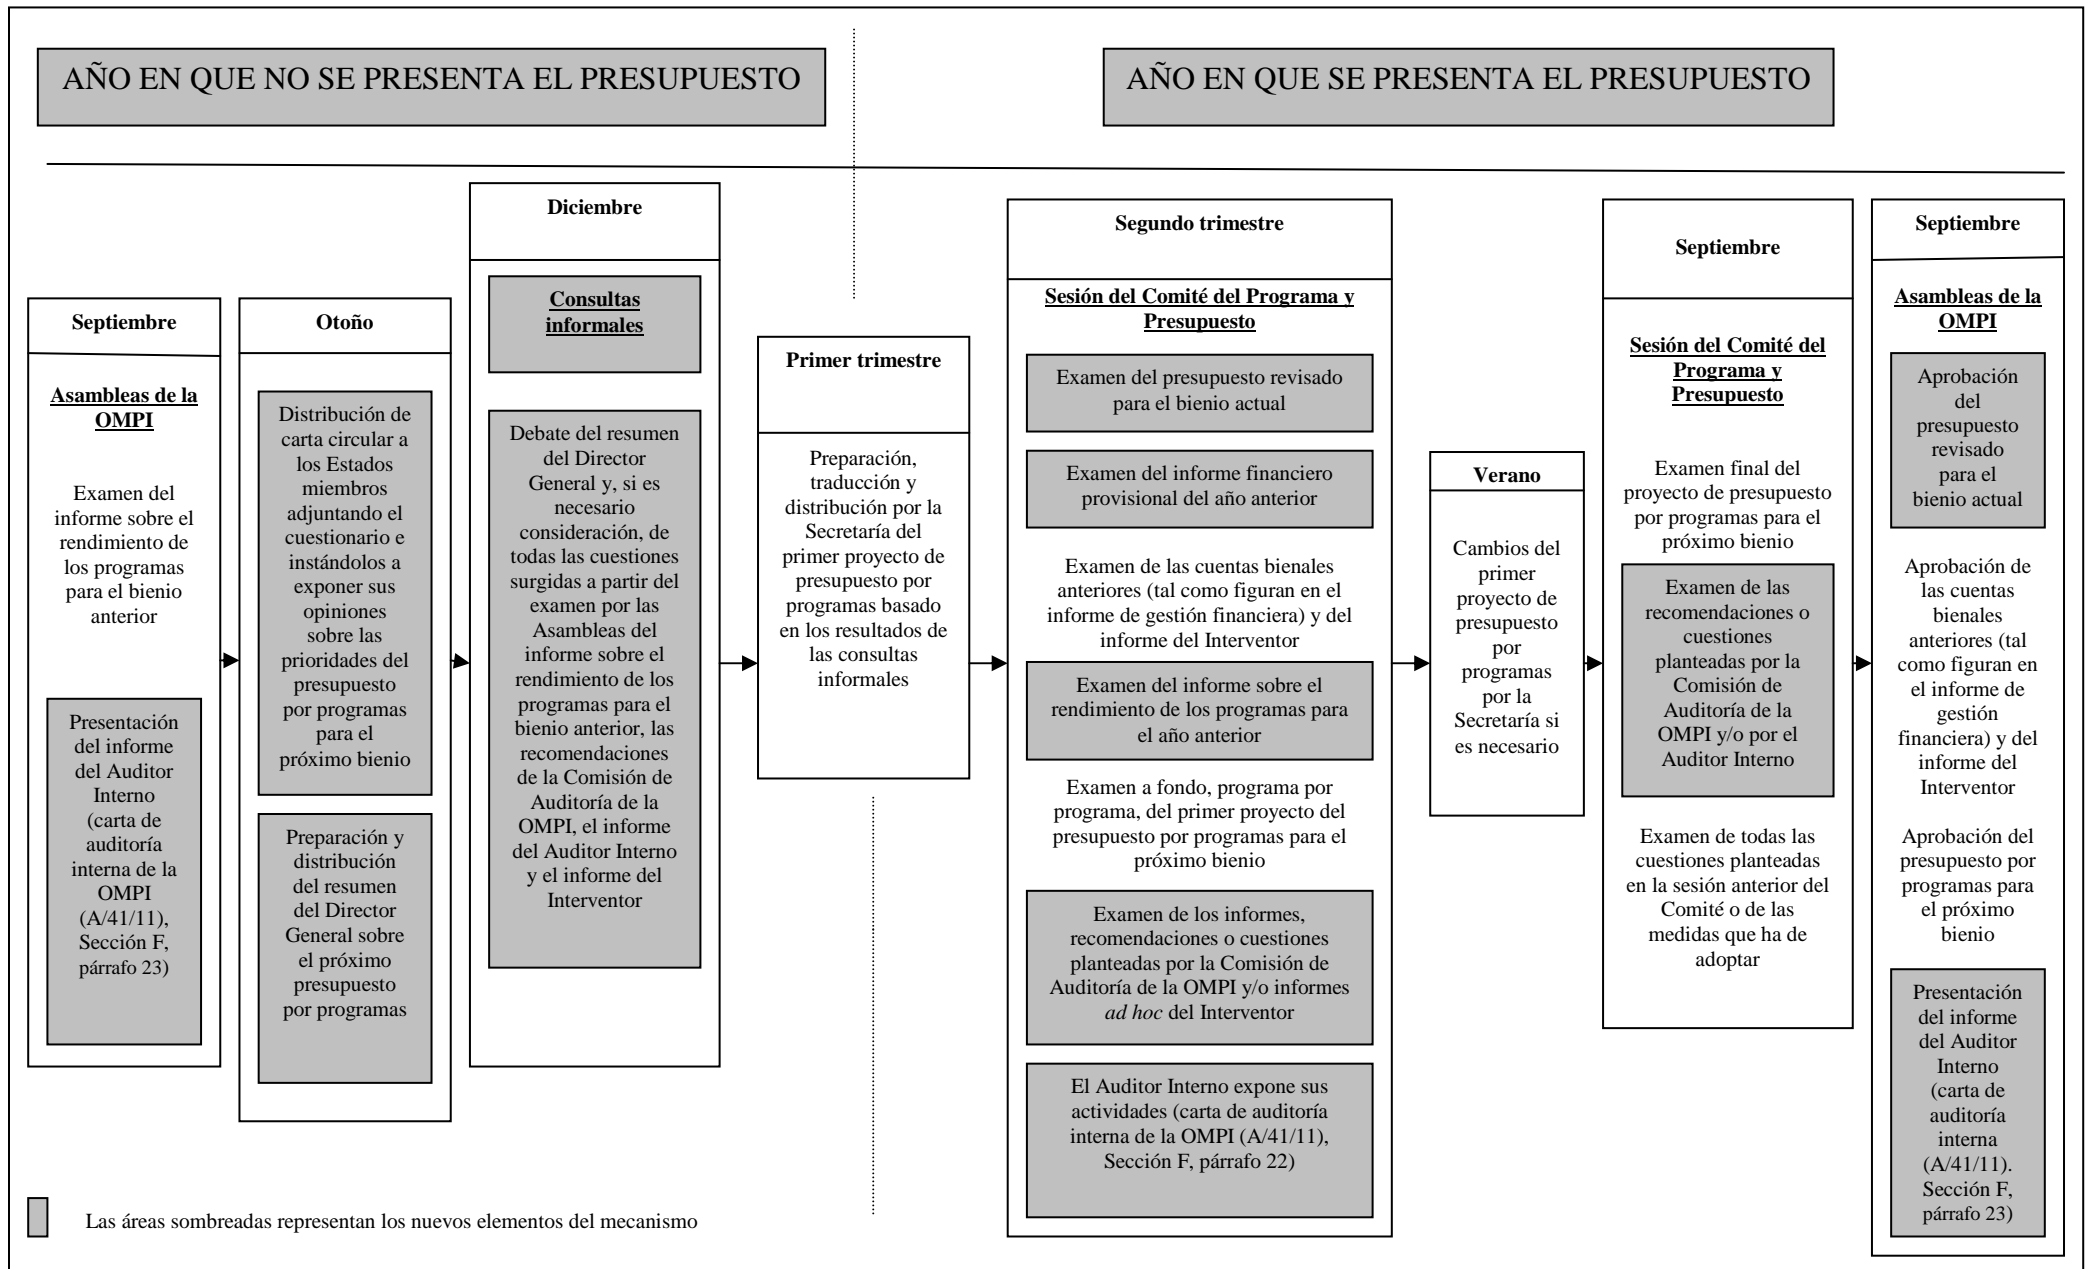 AÑO EN QUE NO SE PRESENTA EL PRESUPUESTO
AÑO EN QUE SE PRESENTA EL PRESUPUESTO
Septiembre
Asambleas de la
OMPI
Examen del
informe sobre el
rendimiento de
los programas
para el bienio
anterior
Presentación
del informe
del Auditor
Interno
(carta de
auditoría
interna de la
OMPI
(A/41/11),
Sección F,
párrafo 23)
Otoño
Distribución de
carta circular a
los Estados
miembros
adjuntando el
cuestionario e
instándolos a
exponer sus
opiniones
sobre las
prioridades del
presupuesto
por programas
para el
próximo bienio
Preparación y
distribución
del resumen
del Director
General sobre
el próximo
presupuesto
por programas
Diciembre
Consultas
informales
Debate del resumen
del Director
General y, si es
necesario
consideración, de
todas las cuestiones
surgidas a partir del
examen por las
Asambleas del
informe sobre el
rendimiento de los
programas para el
bienio anterior, las
recomendaciones
de la Comisión de
Auditoría de la
OMPI, el informe
del Auditor Interno
y el informe del
Interventor
Primer trimestre
Preparación,
traducción y
distribución por la
Secretaría del
primer proyecto de
presupuesto por
programas basado
en los resultados de
las consultas
informales
Segundo trimestre
Sesión del Comité del Programa y
Presupuesto
Examen del presupuesto revisado
para el bienio actual
Examen del informe financiero
provisional del año anterior
Examen de las cuentas bienales
anteriores (tal como figuran en el
informe de gestión financiera) y del
informe del Interventor
Examen del informe sobre el
rendimiento de los programas para
el año anterior
Examen a fondo, programa por
programa, del primer proyecto del
presupuesto por programas para el
próximo bienio
Examen de los informes,
recomendaciones o cuestiones
planteadas por la Comisión de
Auditoría de la OMPI y/o informes
ad hoc del Interventor
El Auditor Interno expone sus
actividades (carta de auditoría
interna de la OMPI (A/41/11),
Sección F, párrafo 22)
Verano
Cambios del
primer
proyecto de
presupuesto
por
programas
por la
Secretaría si
es necesario
Septiembre
Sesión del Comité del
Programa y
Presupuesto
Examen final del
proyecto de presupuesto
por programas para el
próximo bienio
Examen de las
recomendaciones o
cuestiones
planteadas por la
Comisión de
Auditoría de la
OMPI y/o por el
Auditor Interno
Examen de todas las
cuestiones planteadas
en la sesión anterior del
Comité o de las
medidas que ha de
adoptar
Septiembre
Asambleas de la
OMPI
Aprobación
del
presupuesto
revisado
para el
bienio actual
Aprobación de
las cuentas
bienales
anteriores (tal
como figuran en
el informe de
gestión
financiera) y del
informe del
Interventor
Aprobación del
presupuesto por
programas para
el próximo
bienio
Presentación
del informe
del Auditor
Interno
(carta de
auditoría
interna
(A/41/11).
Sección F,
párrafo 23)
Las áreas sombreadas representan los nuevos elementos del mecanismo